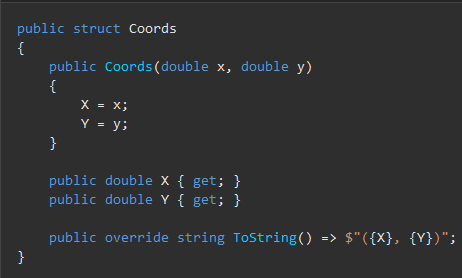 public struct Coords
{
    public Coords(double x, double y)
    {
        X = x;
        Y = y;
    }

    public double X { get; }
    public double Y { get; }

    public override string ToString() => $"({X}, {Y})";
}